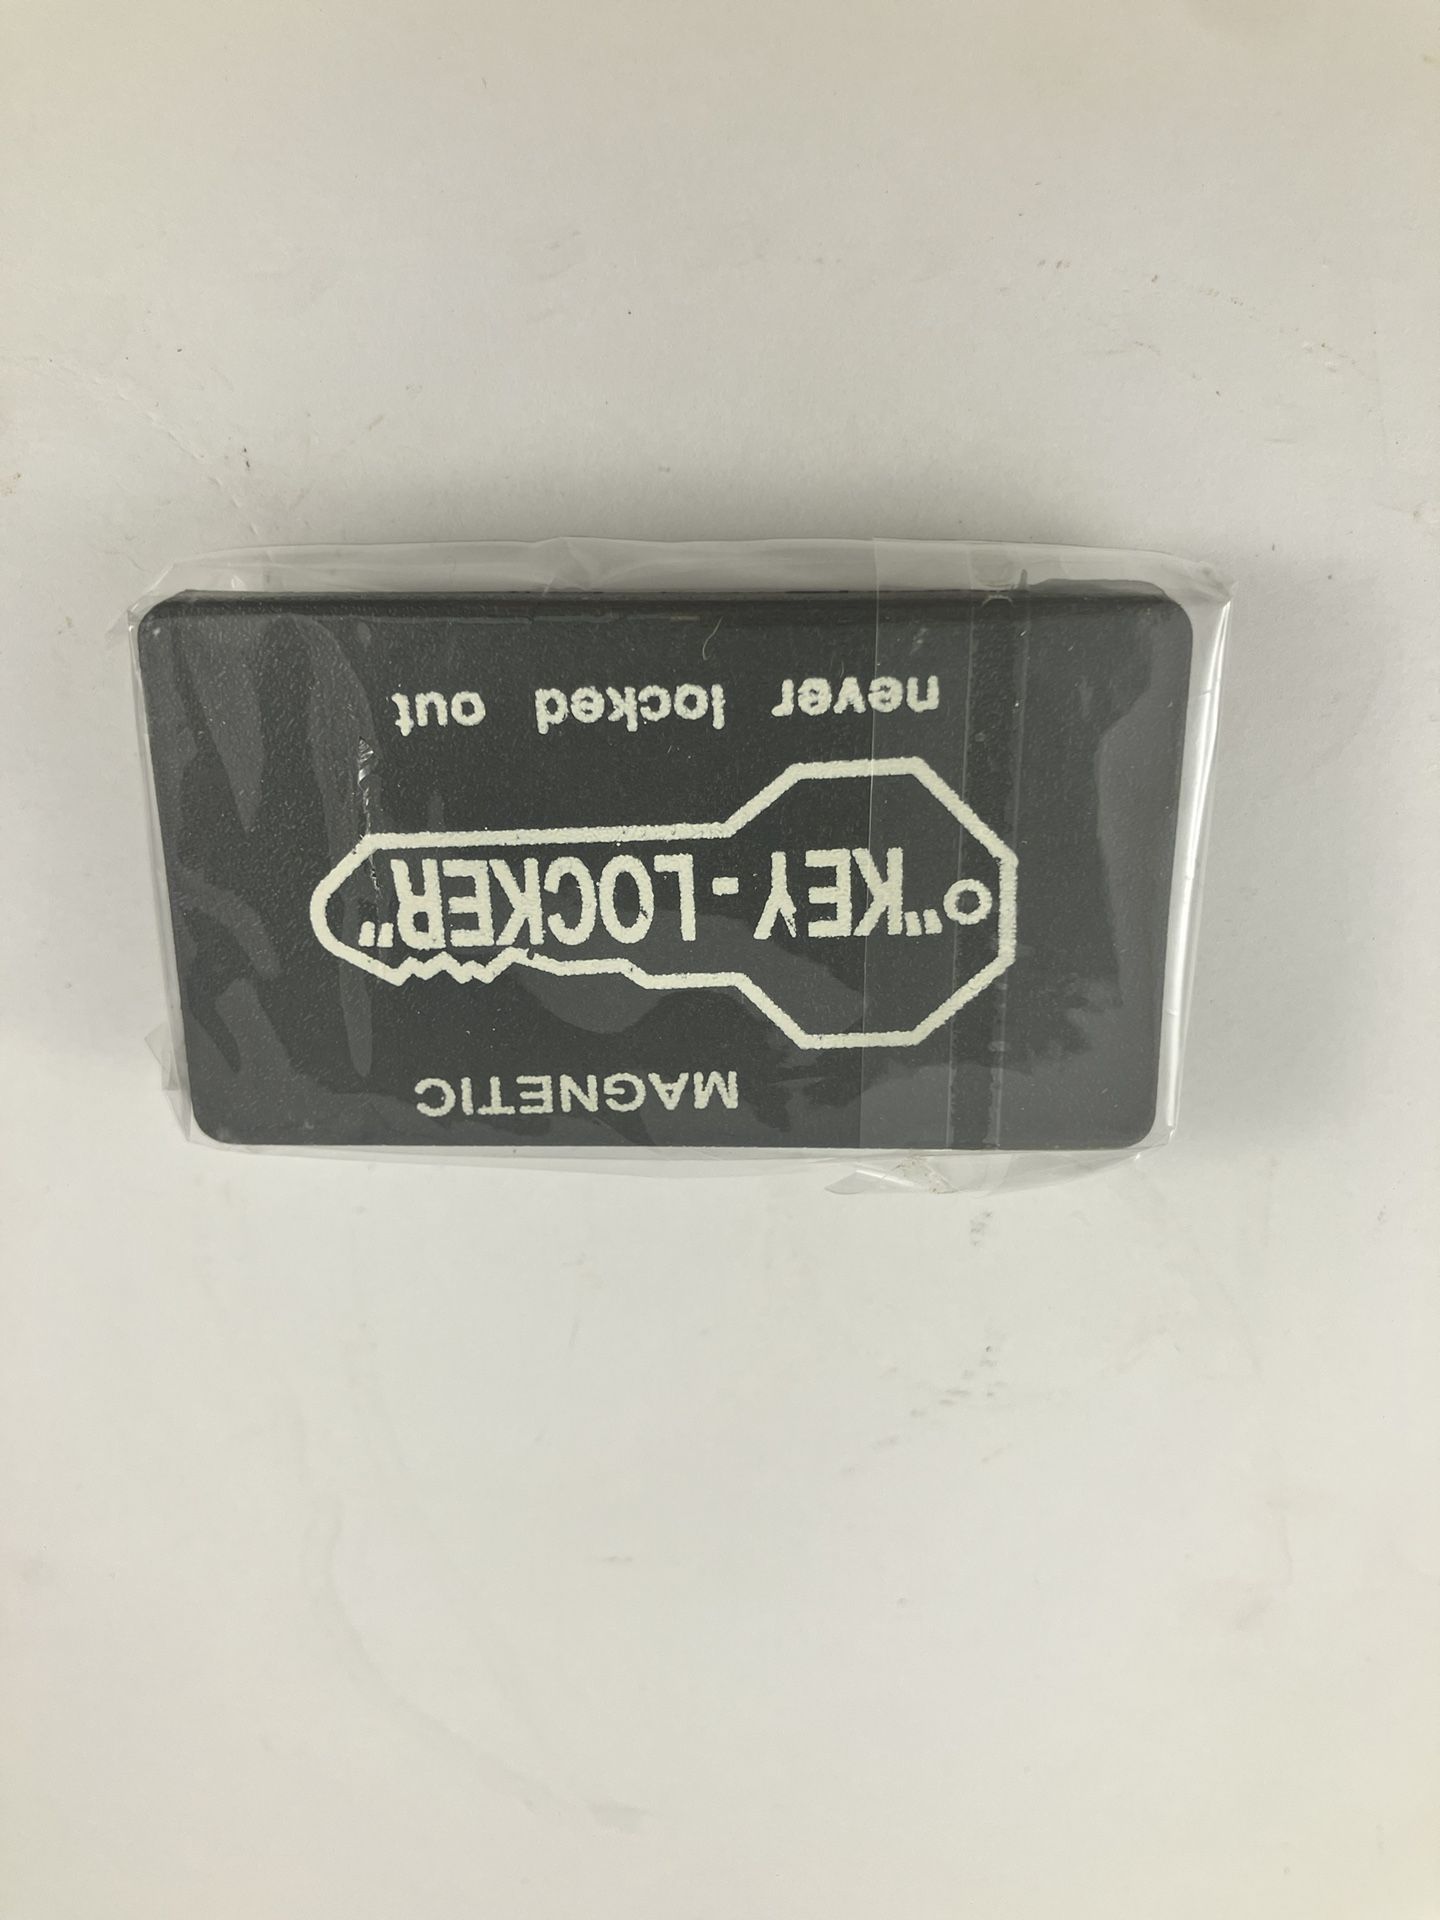 MAGNETIC
"KEY-LOCKER"
never locked out